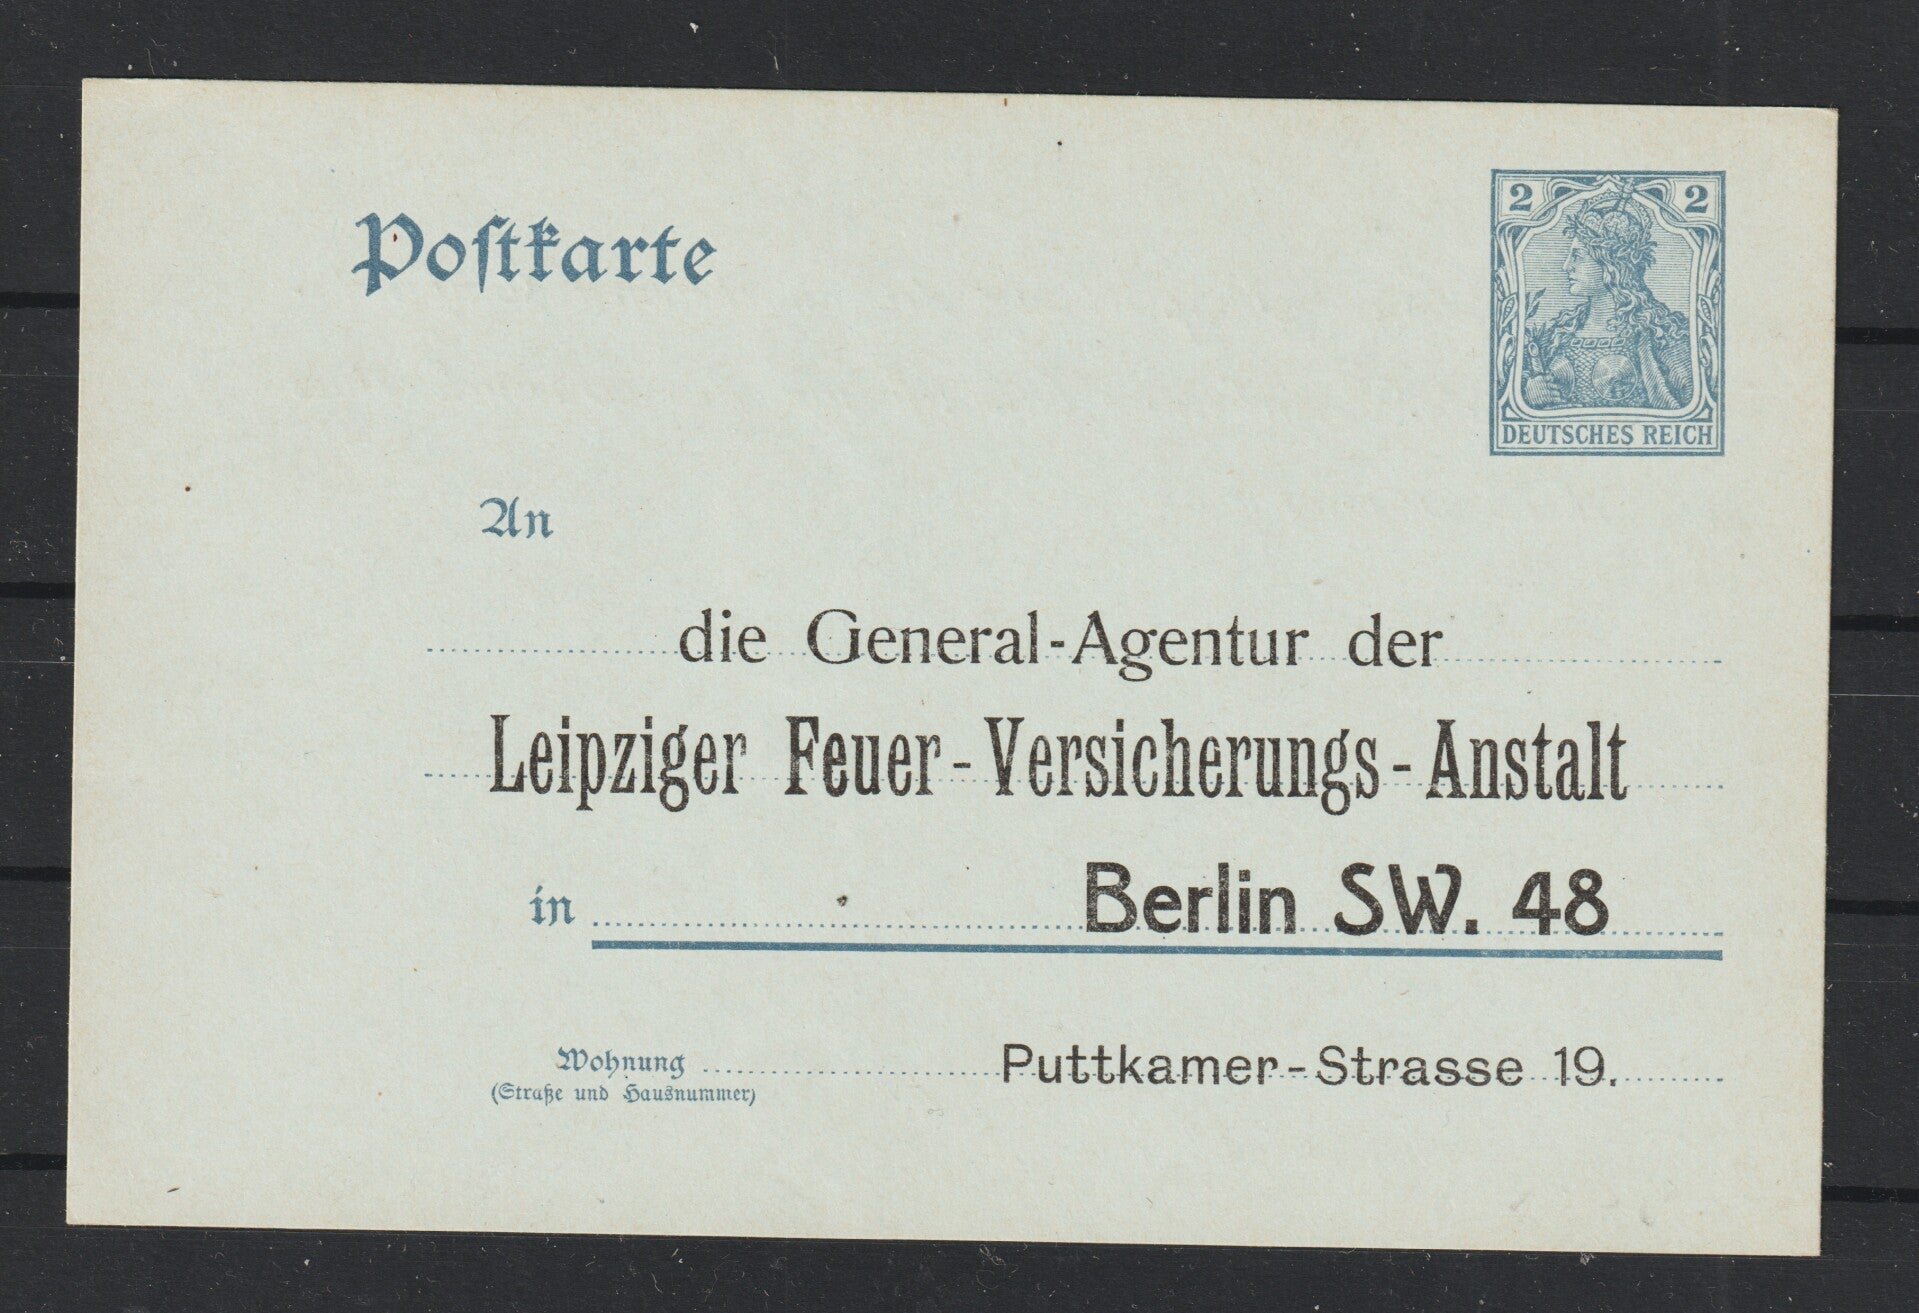 Postkarte
2 2
DEUTSCHES REICH
An
die General-Agentur der
Leipziger Feuer-Versicherungs-Anstalt
in Berlin SW. 48
Wohnung Puttkamer-Strasse 19.
(Straße und Hausnummer)